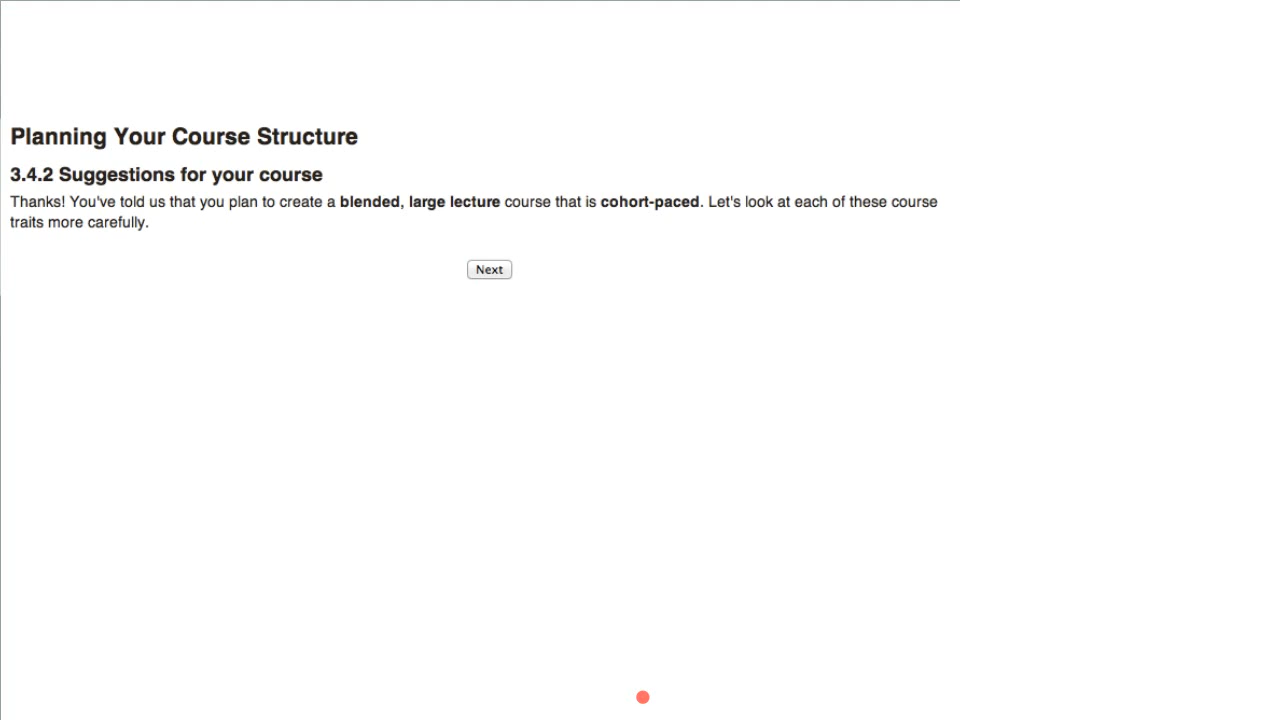 Planning Your Course Structure
3.4.2 Suggestions for your course
Thanks! You've told us that you plan to create a blended, large lecture course that is cohort-paced. Let's look at each of these course
traits more carefully.
Next